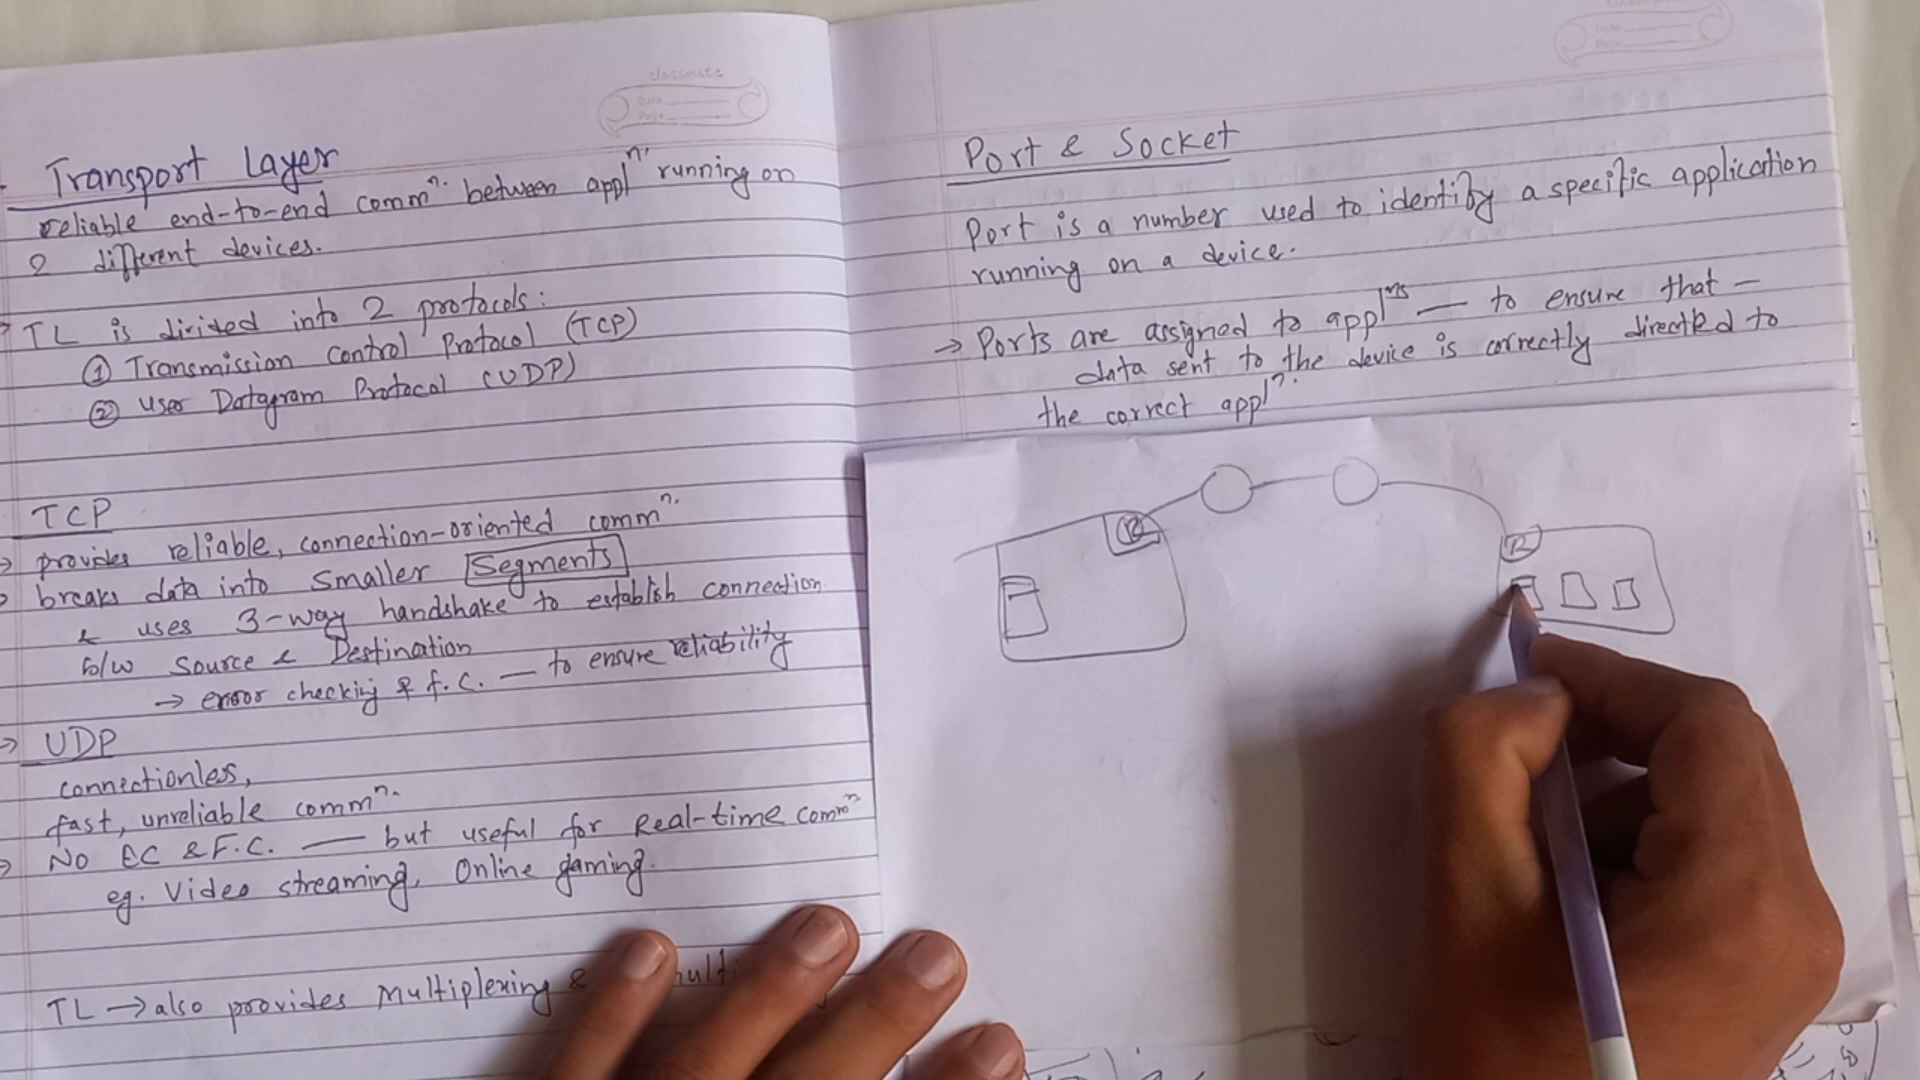 classmate
Date
Page
Transport Layer
reliable end-to-end commⁿ. between applⁿ. running on
2 different devices.
TL is divided into 2 protocols:
① Transmission Control Protocol (TCP)
② User Datagram Protocol (UDP)
TCP
→ provides reliable, connection-oriented commⁿ.
→ breaks data into smaller Segments
& uses 3-way handshake to establish connection
b/w Source & Destination
→ error checking & f.C. — to ensure reliability
→ UDP
connectionless,
fast, unreliable commⁿ.
→ No EC & F.C. — but useful for Real-time commⁿ
eg. Video streaming, Online gaming.
TL → also provides Multiplexing &
Date
Page
Port & Socket
Port is a number used to identify a specific application
running on a device.
→ Ports are assigned to applⁿˢ — to ensure that —
data sent to the device is correctly directed to
the correct applⁿ.
R
R